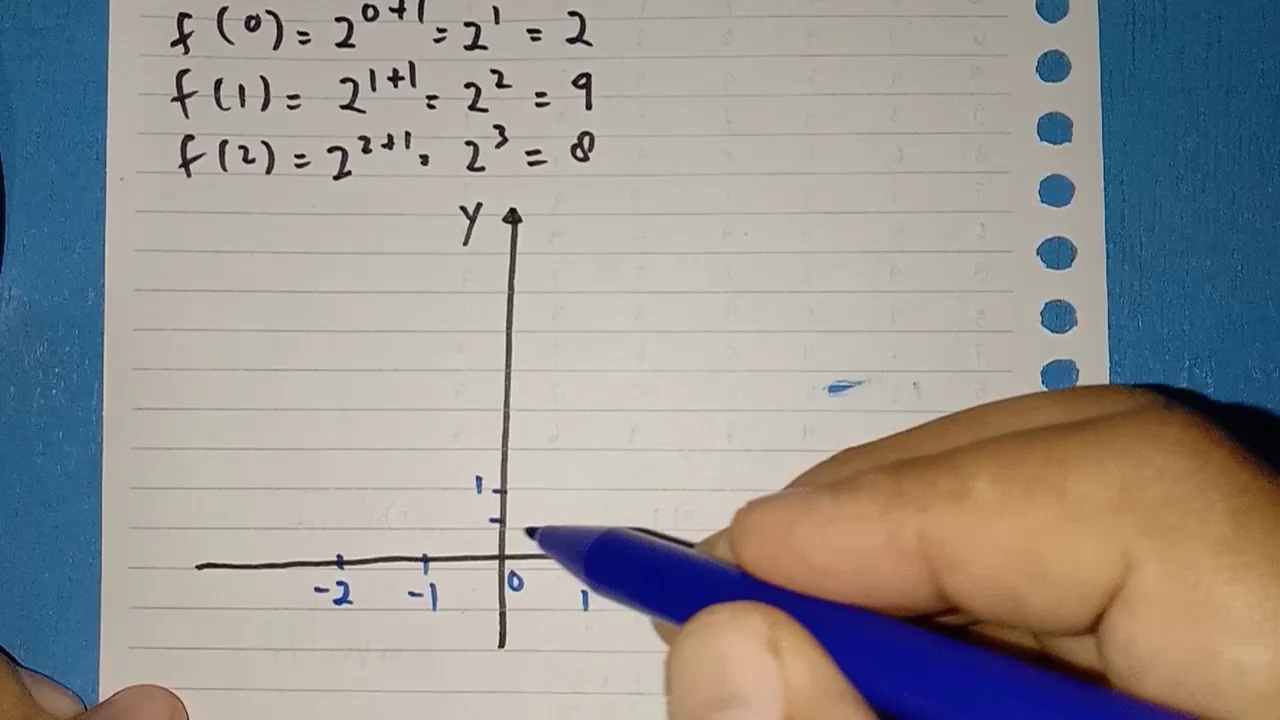 f(0) = 2^{0+1} = 2^1 = 2
f(1) = 2^{1+1} = 2^2 = 4
f(2) = 2^{2+1} = 2^3 = 8
y
1
-2 -1 0 1